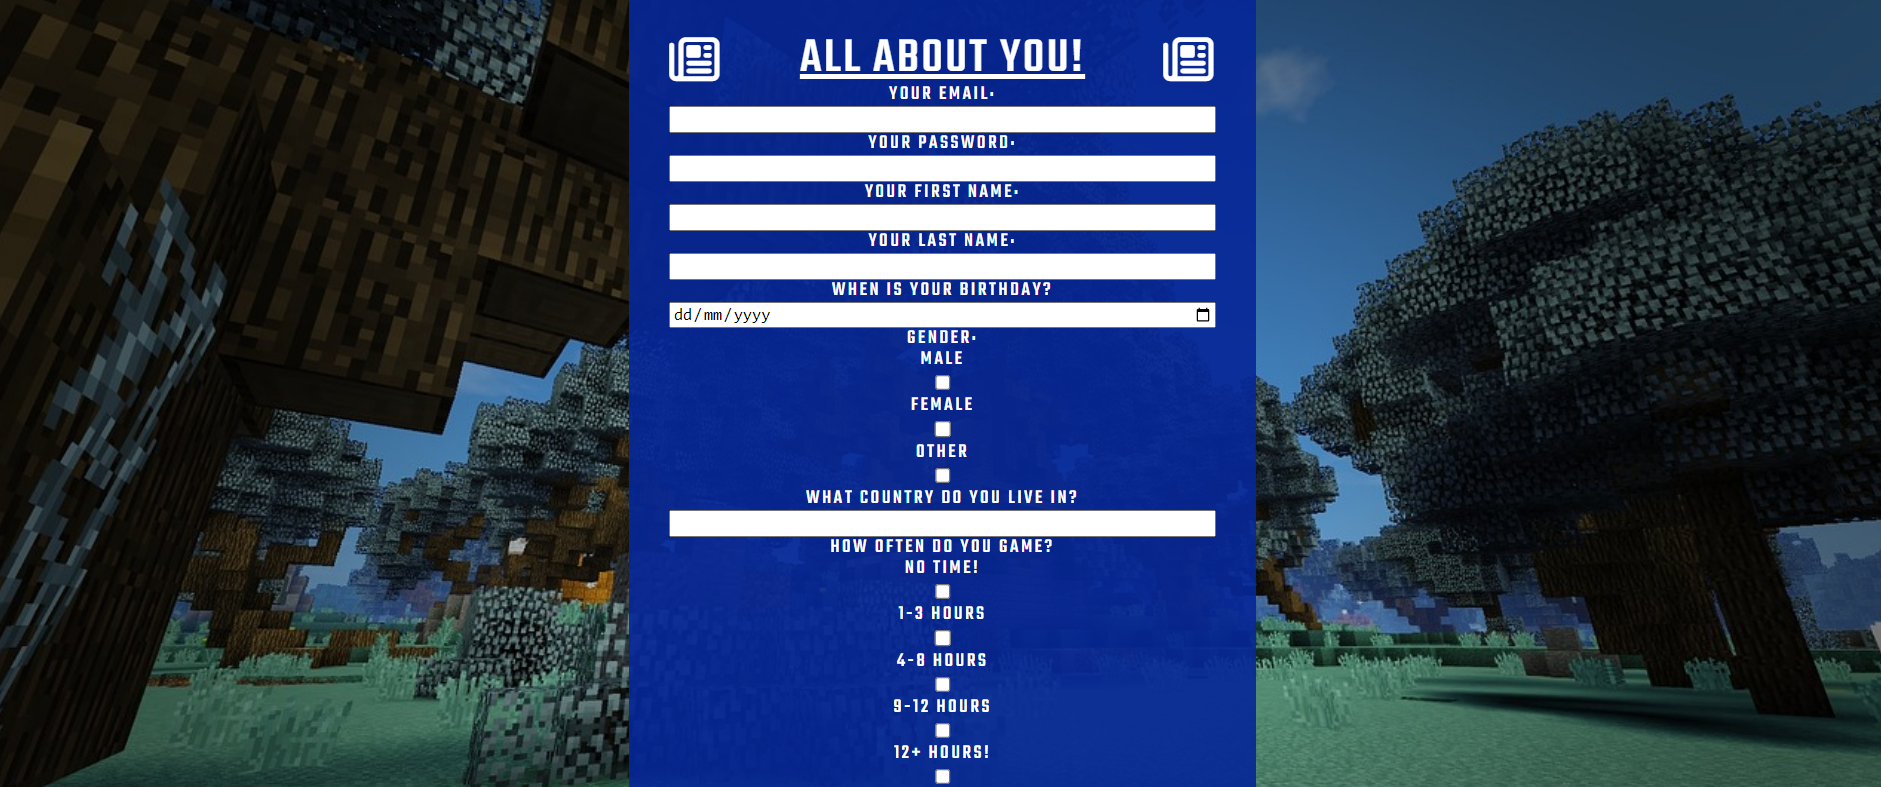 ALL ABOUT YOU!
YOUR EMAIL:
YOUR PASSWORD:
YOUR FIRST NAME:
YOUR LAST NAME:
WHEN IS YOUR BIRTHDAY?
dd/mm/yyyy
GENDER:
MALE
FEMALE
OTHER
WHAT COUNTRY DO YOU LIVE IN?
HOW OFTEN DO YOU GAME?
NO TIME!
1-3 HOURS
4-8 HOURS
9-12 HOURS
12+ HOURS!